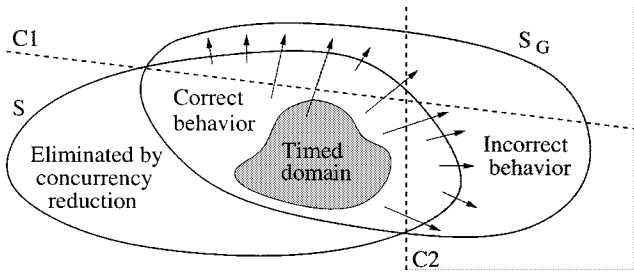 C1
S G
S
Correct
behavior
Eliminated by
concurrency
reduction
Timed
domain
Incorrect
behavior
C2